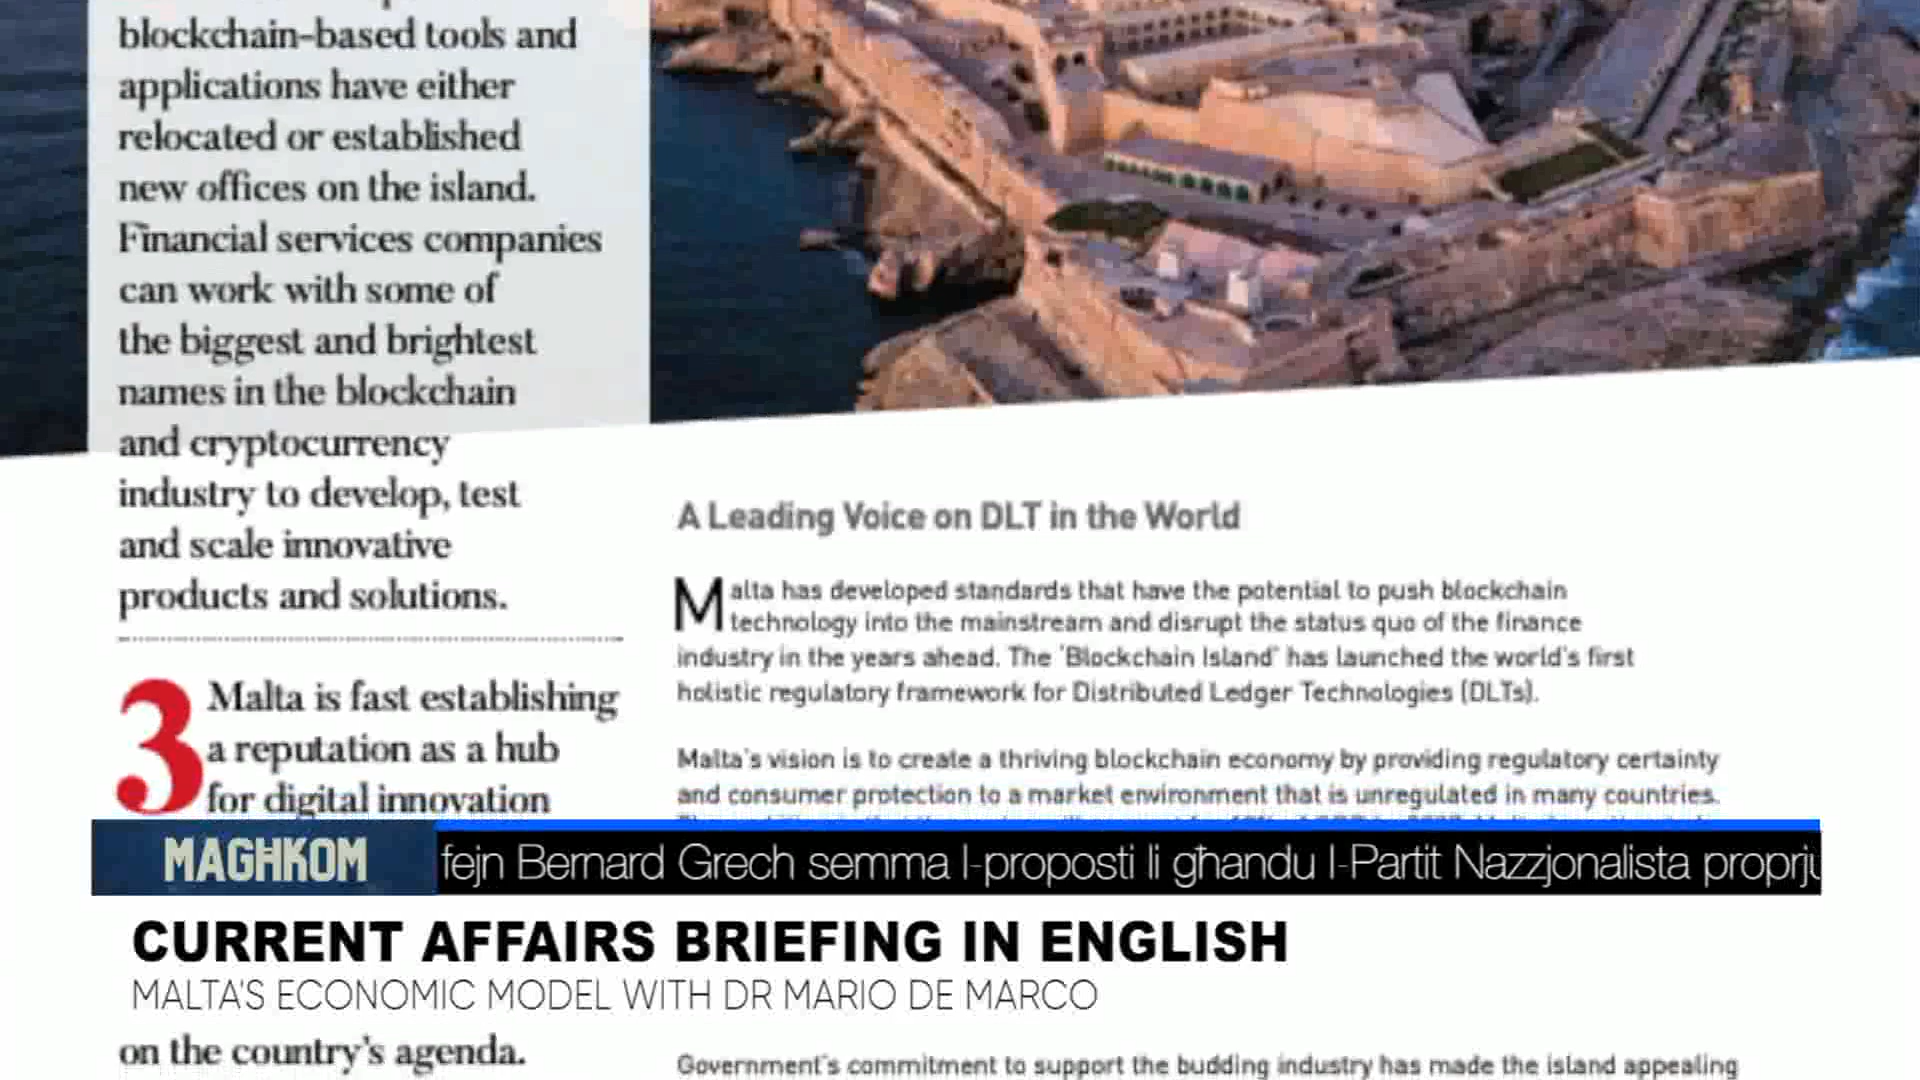 blockchain-based tools and
applications have either
relocated or established
new offices on the island.
Financial services companies
can work with some of
the biggest and brightest
names in the blockchain
and cryptocurrency
industry to develop, test
and scale innovative
products and solutions.
3 Malta is fast establishing
a reputation as a hub
for digital innovation
on the country's agenda.
A Leading Voice on DLT in the World
Malta has developed standards that have the potential to push blockchain
technology into the mainstream and disrupt the status quo of the finance
industry in the years ahead. The 'Blockchain Island' has launched the world's first
holistic regulatory framework for Distributed Ledger Technologies (DLTs).
Malta's vision is to create a thriving blockchain economy by providing regulatory certainty
and consumer protection to a market environment that is unregulated in many countries.
Government's commitment to support the budding industry has made the island appealing
MAGĦKOM
fejn Bernard Grech semma l-proposti li għandu l-Partit Nazzjonalista proprju
CURRENT AFFAIRS BRIEFING IN ENGLISH
MALTA'S ECONOMIC MODEL WITH DR MARIO DE MARCO